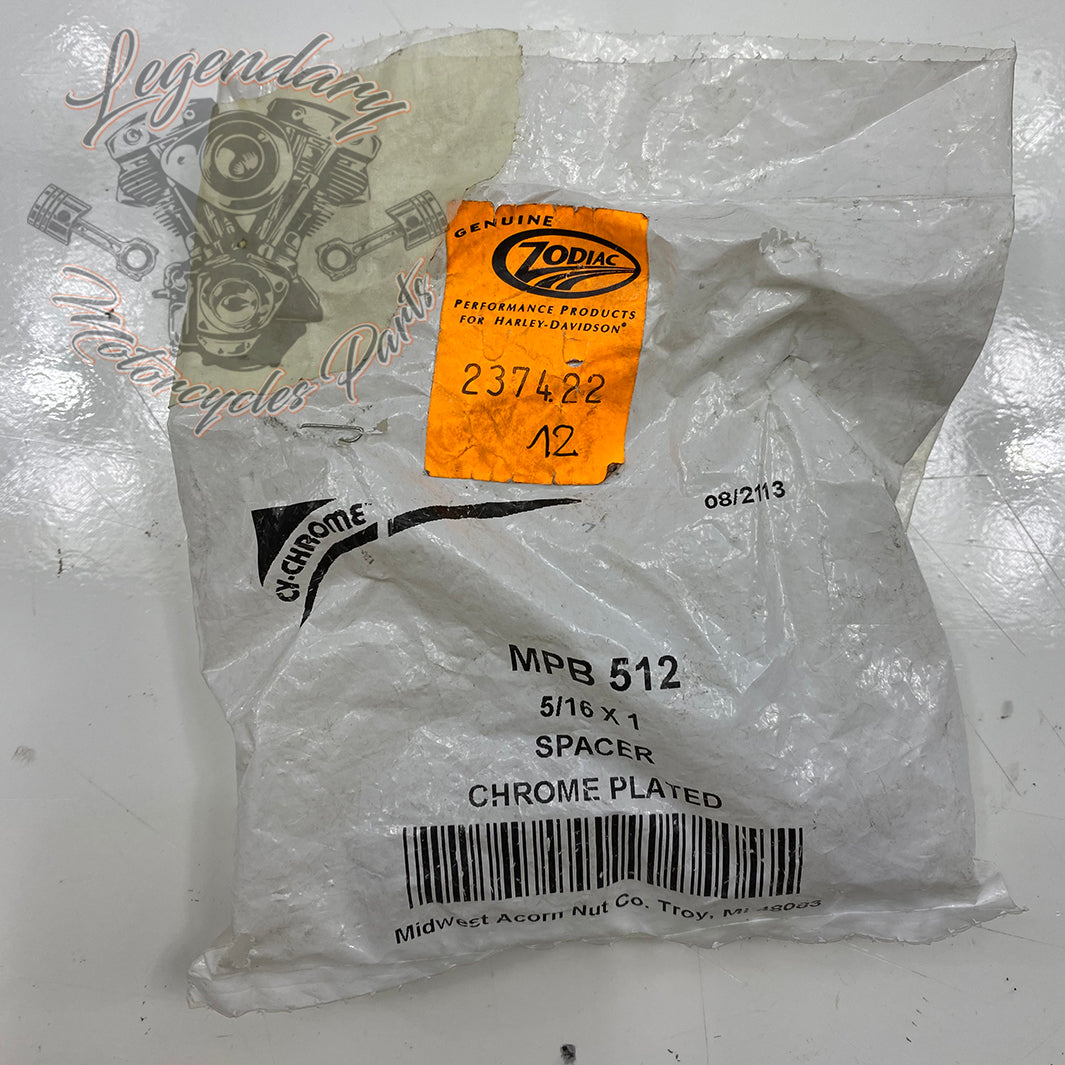 Legendary
Motorcycles Parts
GENUINE
ZODIAC
PERFORMANCE PRODUCTS
FOR HARLEY-DAVIDSON®
237422
12
CY-CHROME™
08/2113
MPB 512
5/16 X 1
SPACER
CHROME PLATED
MidWest Acorn Nut Co. Troy, MI 48083